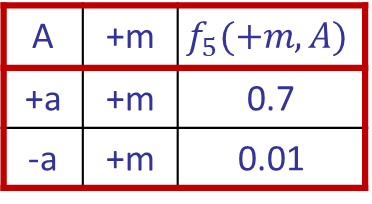 A +m f₅(+m, A)
+a +m 0.7
-a +m 0.01